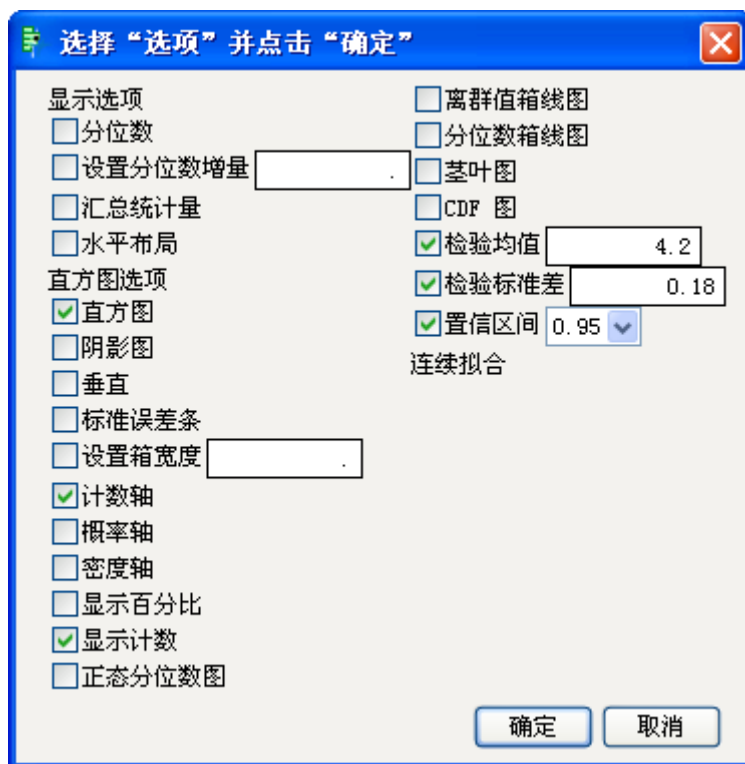 选择“选项”并点击“确定”
显示选项
分位数
设置分位数增量 .
汇总统计量
水平布局
直方图选项
直方图
阴影图
垂直
标准误差条
设置箱宽度 .
计数轴
概率轴
密度轴
显示百分比
显示计数
正态分位数图
离群值箱线图
分位数箱线图
茎叶图
CDF 图
检验均值 4.2
检验标准差 0.18
置信区间 0.95
连续拟合
确定 取消